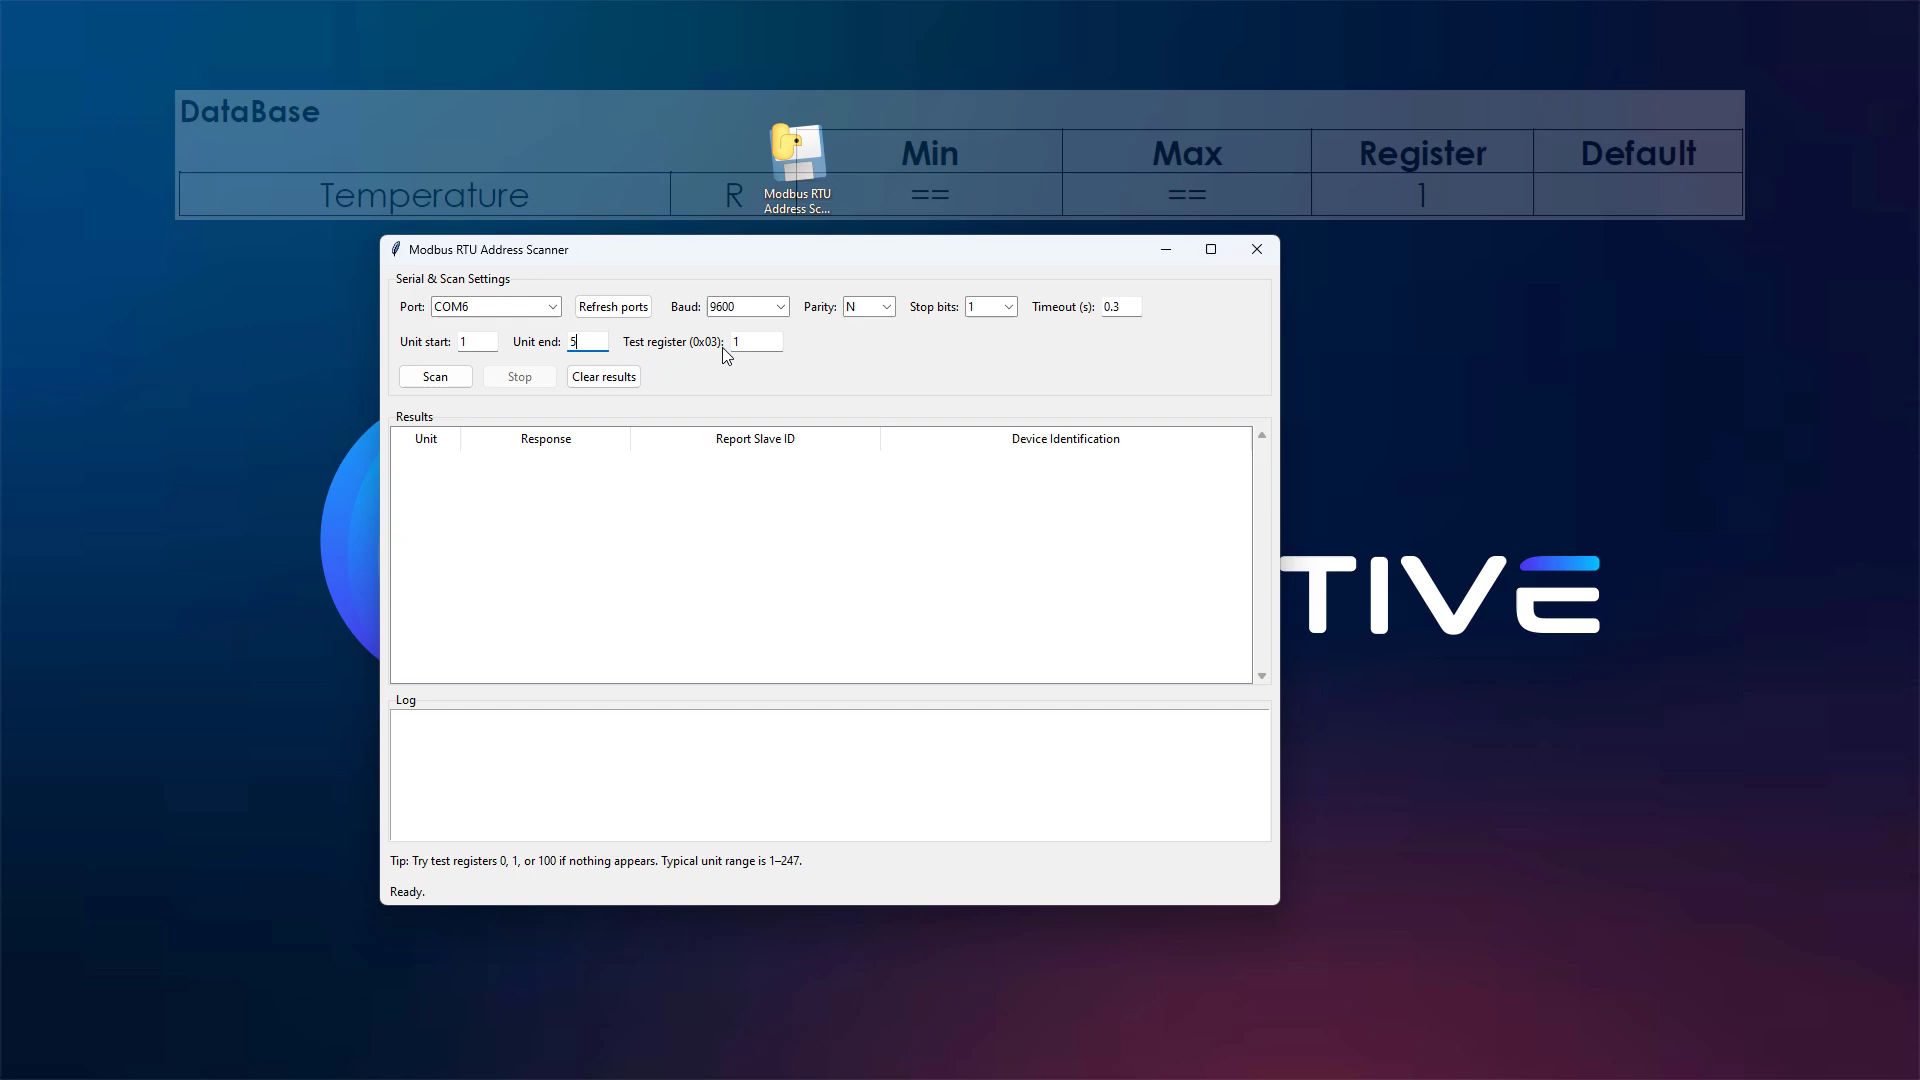 DataBase
Min Max Register Default
Temperature R == == 1
Modbus RTU
Address Sc...
Modbus RTU Address Scanner
Serial & Scan Settings
Port: COM6 Refresh ports Baud: 9600 Parity: N Stop bits: 1 Timeout (s): 0.3
Unit start: 1 Unit end: 5 Test register (0x03): 1
Scan Stop Clear results
Results
Unit Response Report Slave ID Device Identification
TIVE
Log
Tip: Try test registers 0, 1, or 100 if nothing appears. Typical unit range is 1–247.
Ready.